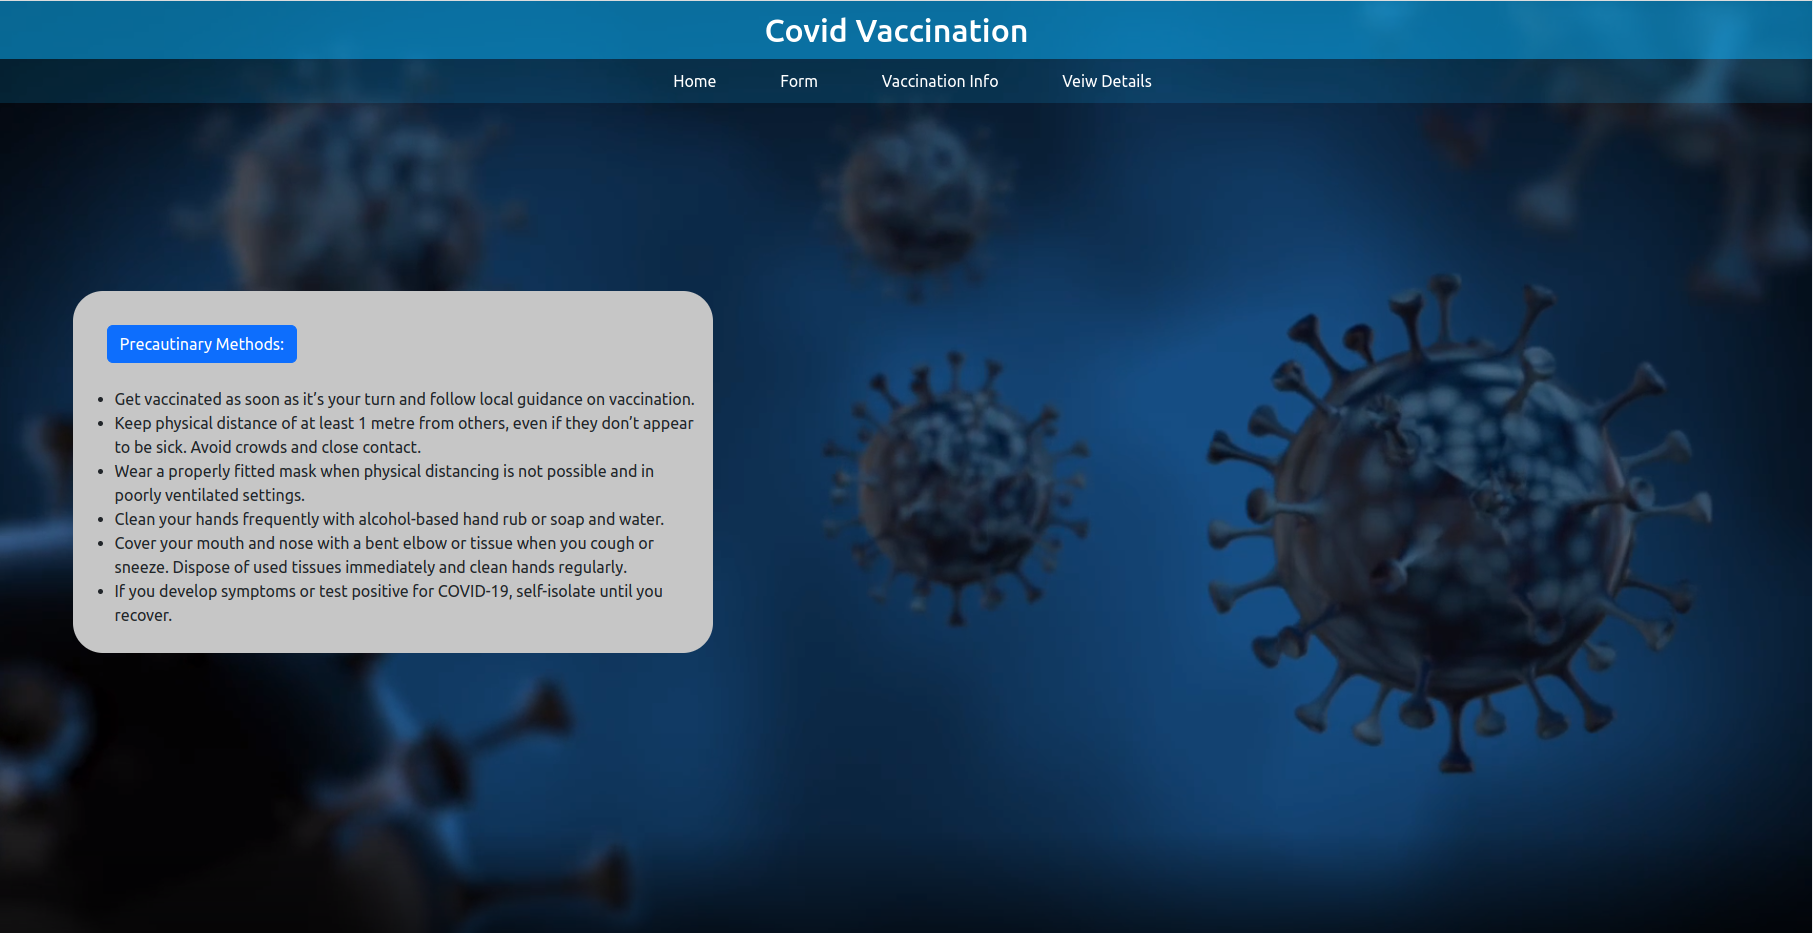 Covid Vaccination
Home Form Vaccination Info Veiw Details
Precautinary Methods:
• Get vaccinated as soon as it’s your turn and follow local guidance on vaccination.
• Keep physical distance of at least 1 metre from others, even if they don’t appear
to be sick. Avoid crowds and close contact.
• Wear a properly fitted mask when physical distancing is not possible and in
poorly ventilated settings.
• Clean your hands frequently with alcohol-based hand rub or soap and water.
• Cover your mouth and nose with a bent elbow or tissue when you cough or
sneeze. Dispose of used tissues immediately and clean hands regularly.
• If you develop symptoms or test positive for COVID-19, self-isolate until you
recover.